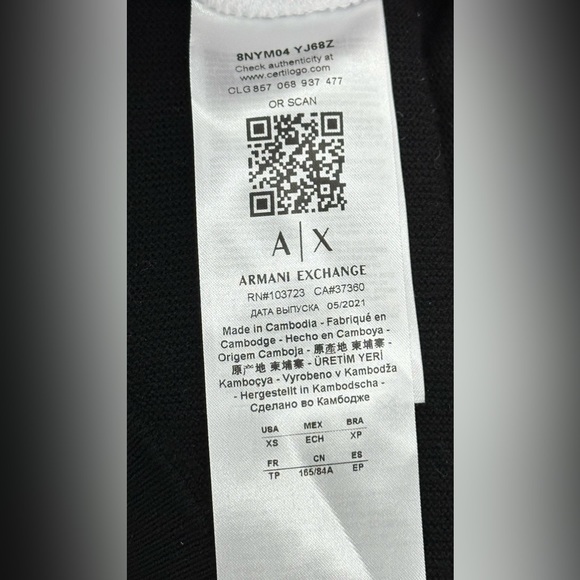 8NYM04 YJ68Z
Check authenticity at
www.certilogo.com
CLG 857 068 937 477
OR SCAN
A|X
ARMANI EXCHANGE
RN#103723 CA#37360
ДАТА ВЫПУСКА 05/2021
Made in Cambodia - Fabriqué en
Cambodge - Hecho en Camboya -
Origem Camboja - 原產地 柬埔寨 -
原产地 柬埔寨 - ÜRETİM YERİ
Kamboçya - Vyrobeno v Kambodža
- Hergestellt in Kambodscha -
Сделано во Камбодже
USA MEX BRA
XS ECH XP
FR CN ES
TP 165/84A EP